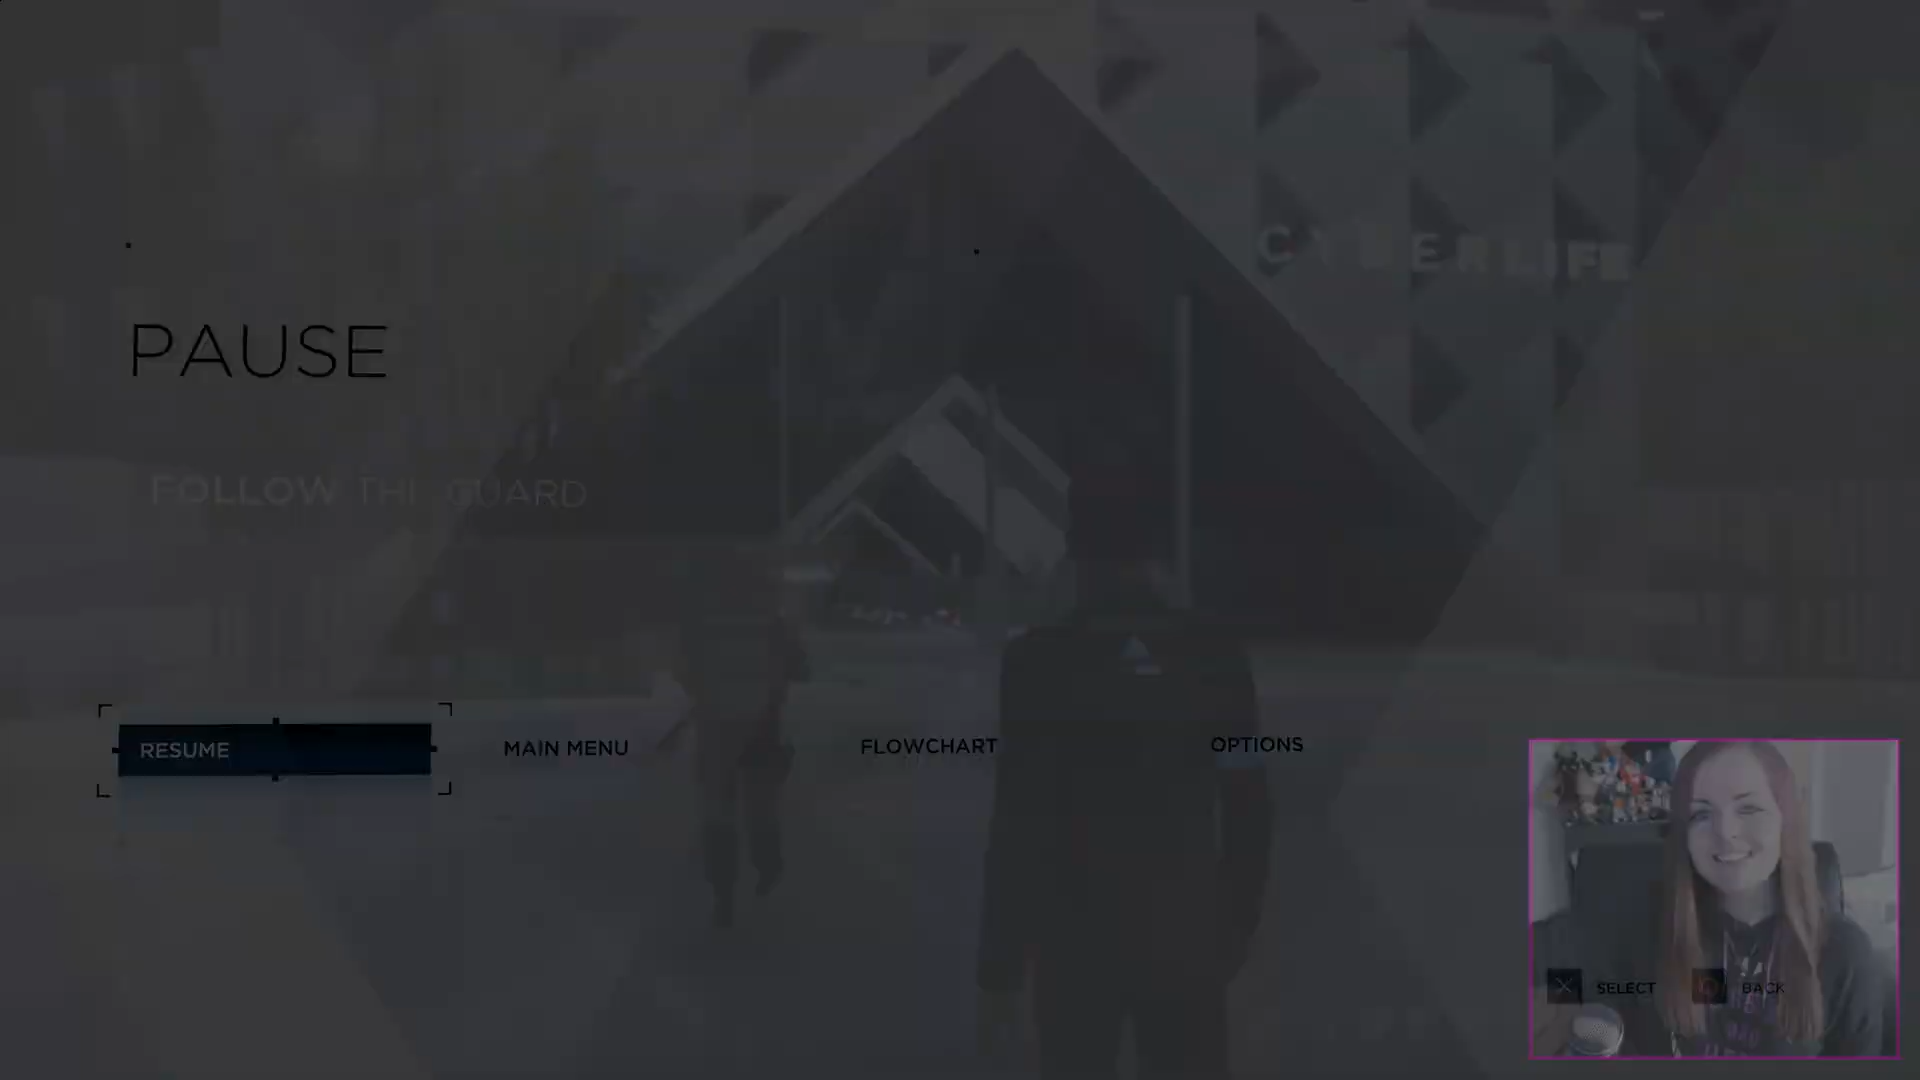 CYBERLIFE
PAUSE
FOLLOW THE GUARD
RESUME
MAIN MENU
FLOWCHART
OPTIONS
SELECT
BACK